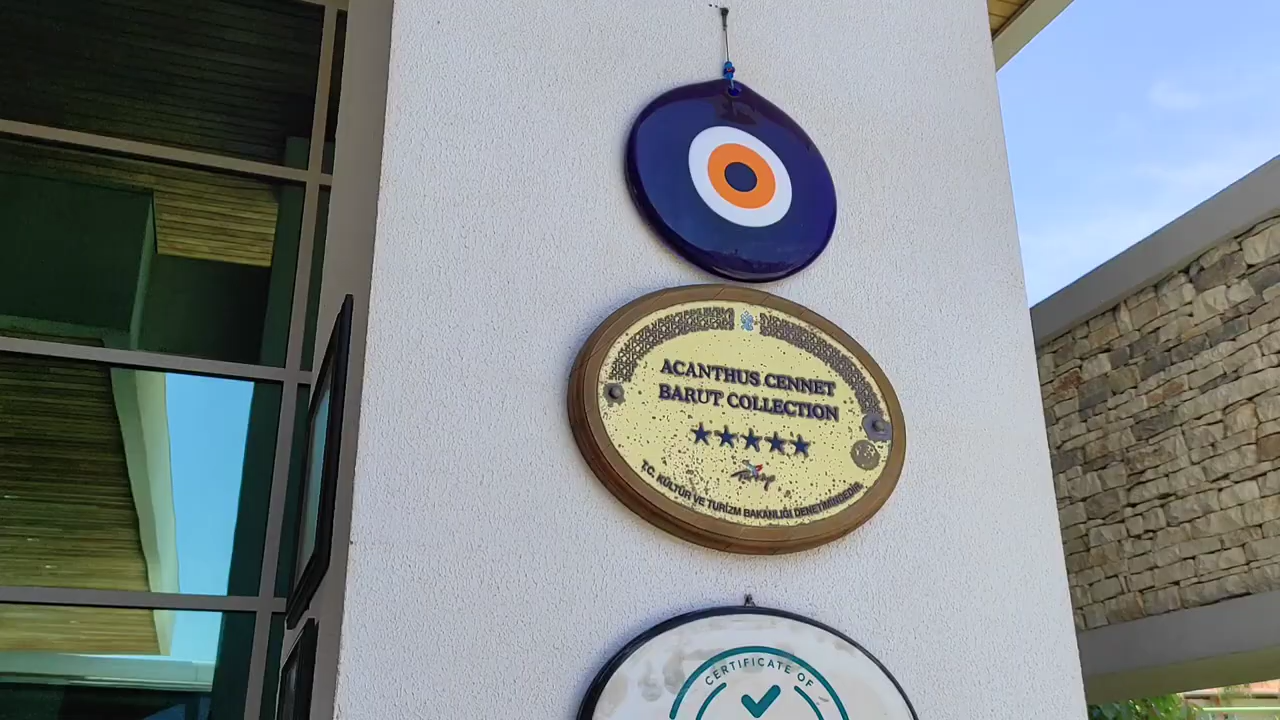 ACANTHUS CENNET
BARUT COLLECTION
T.C. KÜLTÜR VE TURİZM BAKANLIĞI DENETİMİNDEDİR.
CERTIFICATE OF